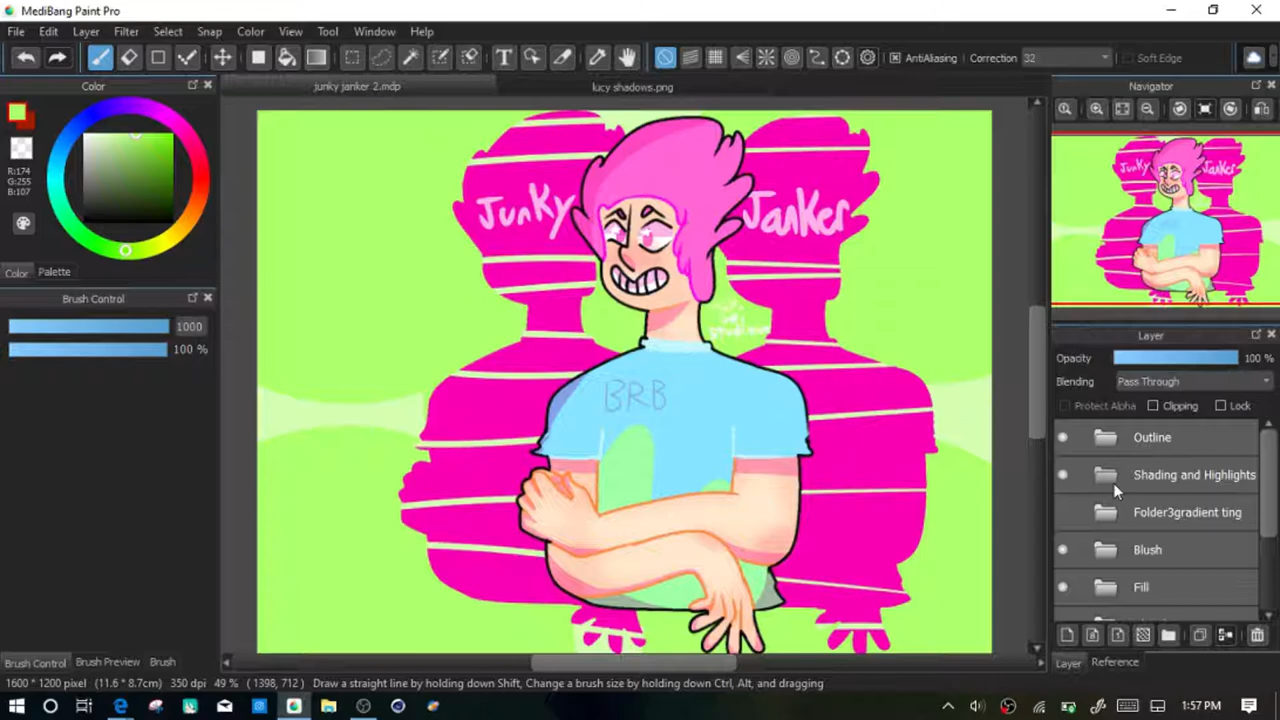 MediBang Paint Pro
File Edit Layer Filter Select Snap Color View Tool Window Help
AntiAliasing Correction 32 Soft Edge
Color
junky janker 2.mdp lucy shadows.png
Navigator
R:174
G:255
B:107
Color Palette
Brush Control
1000
100 %
Junky Janker
BRB
Junky Janker
Layer
Opacity 100 %
Blending Pass Through
Protect Alpha Clipping Lock
Outline
Shading and Highlights
Folder3gradient ting
Blush
Fill
Layer Reference
Brush Control Brush Preview Brush
1600 * 1200 pixel (11.6 * 8.7cm) 350 dpi 49 % ( 1398, 712 ) Draw a straight line by holding down Shift, Change a brush size by holding down Ctrl, Alt, and dragging
1:57 PM